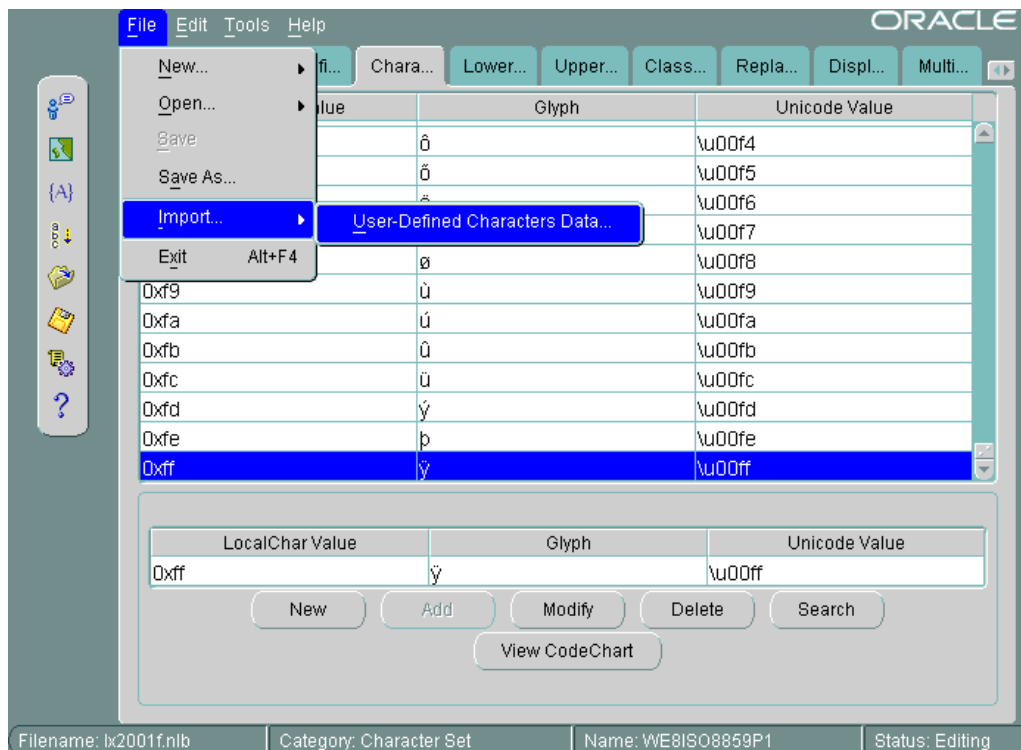 File Edit Tools Help ORACLE
New... fi... Chara... Lower... Upper... Class... Repla... Displ... Multi...
Open... lue Glyph Unicode Value
Save ô \u00f4
Save As... õ \u00f5
\u00f6
Import... User-Defined Characters Data... \u00f7
Exit Alt+F4 ø \u00f8
0xf9 ù \u00f9
0xfa ú \u00fa
{A}
a b c
0xfb û \u00fb
0xfc ü \u00fc
?
0xfd ý \u00fd
0xfe þ \u00fe
0xff ÿ \u00ff
LocalChar Value Glyph Unicode Value
0xff ÿ \u00ff
New Add Modify Delete Search
View CodeChart
Filename: lx2001f.nlb Category: Character Set Name: WE8ISO8859P1 Status: Editing